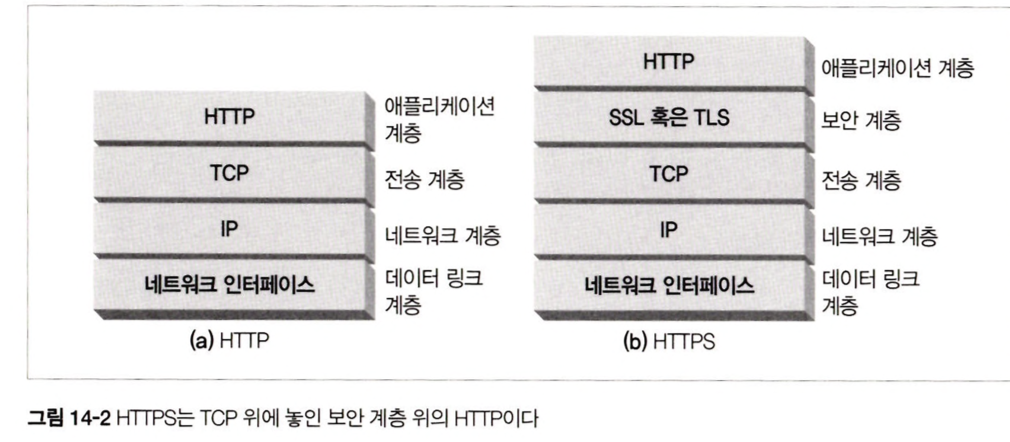 HTTP
애플리케이션
계층
TCP
전송 계층
IP
네트워크 계층
네트워크 인터페이스
데이터 링크
계층
(a) HTTP
HTTP
애플리케이션 계층
SSL 혹은 TLS
보안 계층
TCP
전송 계층
IP
네트워크 계층
네트워크 인터페이스
데이터 링크
계층
(b) HTTPS
그림 14-2 HTTPS는 TCP 위에 놓인 보안 계층 위의 HTTP이다